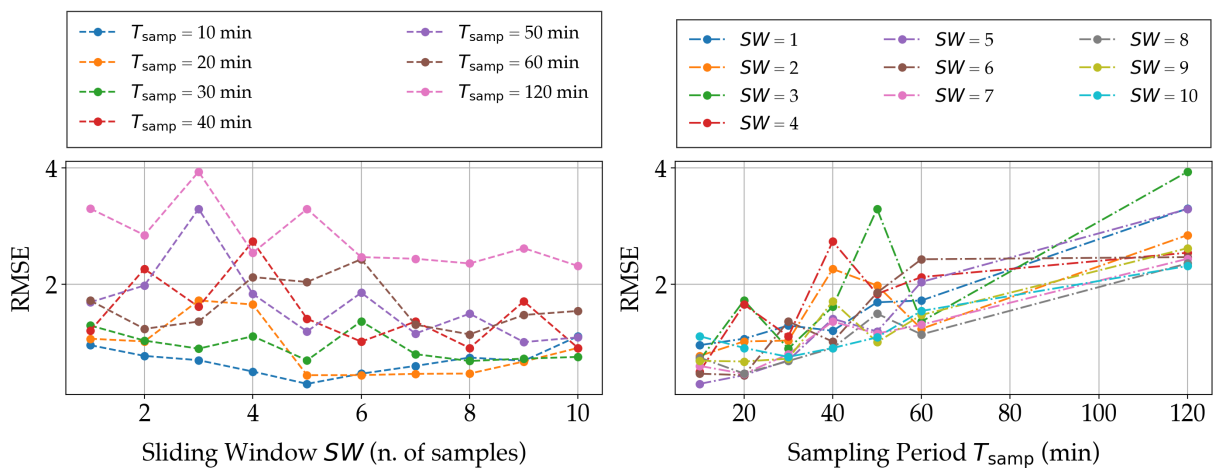 T_samp = 10 min
T_samp = 20 min
T_samp = 30 min
T_samp = 40 min
T_samp = 50 min
T_samp = 60 min
T_samp = 120 min
4
2
RMSE
2 4 6 8 10
Sliding Window SW (n. of samples)
SW = 1
SW = 2
SW = 3
SW = 4
SW = 5
SW = 6
SW = 7
SW = 8
SW = 9
SW = 10
4
2
RMSE
20 40 60 80 100 120
Sampling Period T_samp (min)